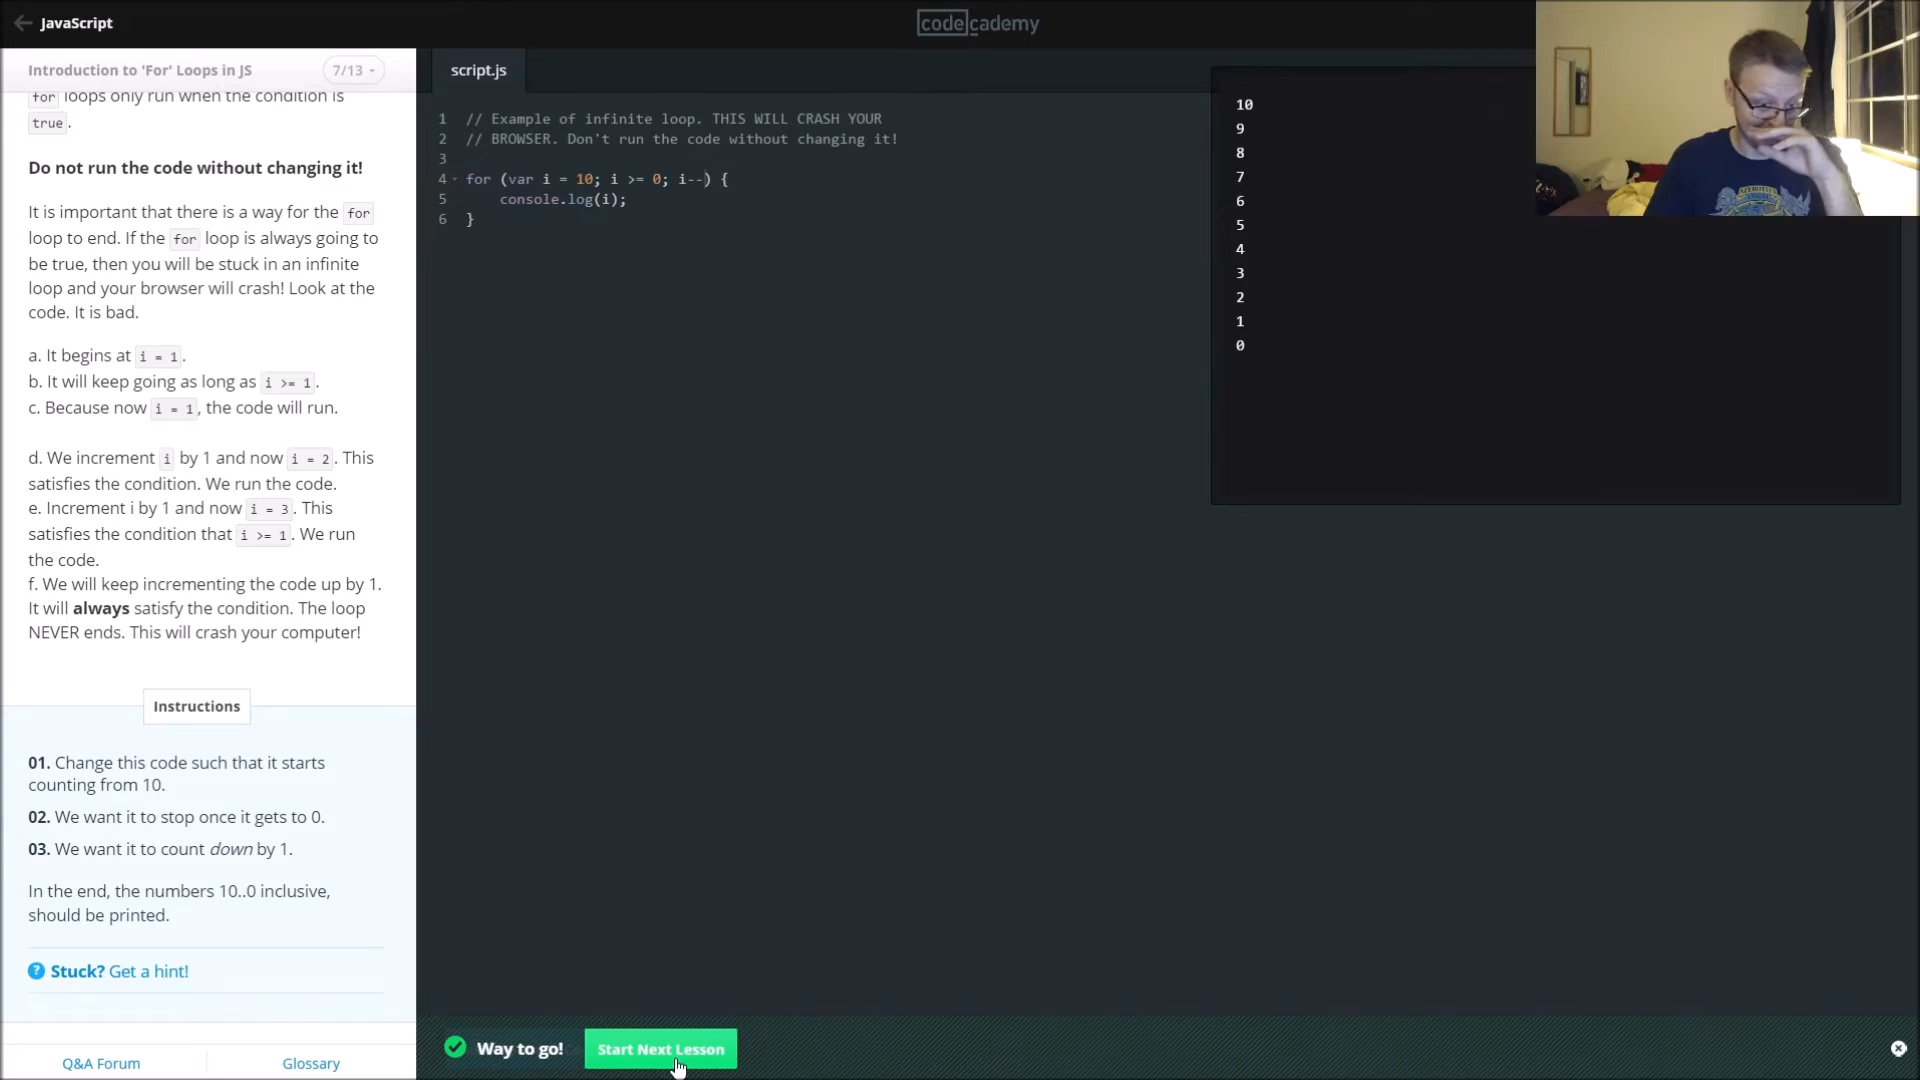 JavaScript
codecademy
Introduction to 'For' Loops in JS
7/13
for loops only run when the condition is
true.
Do not run the code without changing it!
It is important that there is a way for the for
loop to end. If the for loop is always going to
be true, then you will be stuck in an infinite
loop and your browser will crash! Look at the
code. It is bad.
a. It begins at i = 1.
b. It will keep going as long as i >= 1.
c. Because now i = 1, the code will run.
d. We increment i by 1 and now i = 2. This
satisfies the condition. We run the code.
e. Increment i by 1 and now i = 3. This
satisfies the condition that i >= 1. We run
the code.
f. We will keep incrementing the code up by 1.
It will always satisfy the condition. The loop
NEVER ends. This will crash your computer!
Instructions
01. Change this code such that it starts
counting from 10.
02. We want it to stop once it gets to 0.
03. We want it to count down by 1.
In the end, the numbers 10..0 inclusive,
should be printed.
? Stuck? Get a hint!
Q&A Forum
Glossary
script.js
1 // Example of infinite loop. THIS WILL CRASH YOUR
2 // BROWSER. Don't run the code without changing it!
3
4 for (var i = 10; i >= 0; i--) {
5     console.log(i);
6 }
10
9
8
7
6
5
4
3
2
1
0
Way to go!
Start Next Lesson